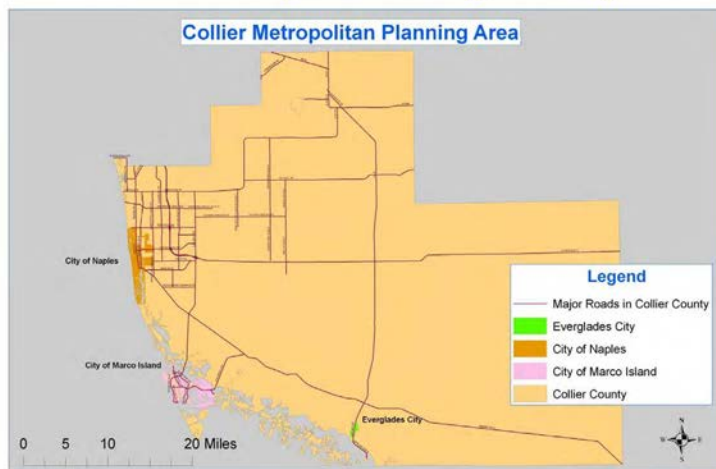 Collier Metropolitan Planning Area
City of Naples
City of Marco Island
Everglades City
Legend
Major Roads in Collier County
Everglades City
City of Naples
City of Marco Island
Collier County
0 5 10 20 Miles
N
W E
S